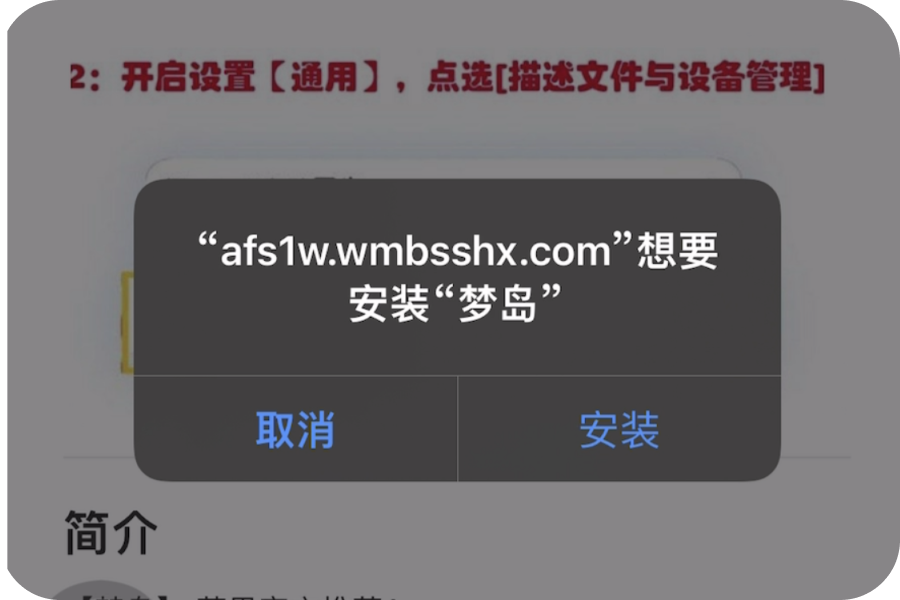 2：开启设置【通用】，点选[描述文件与设备管理]
“afs1w.wmbsshx.com”想要
安装“梦岛”
取消
安装
简介